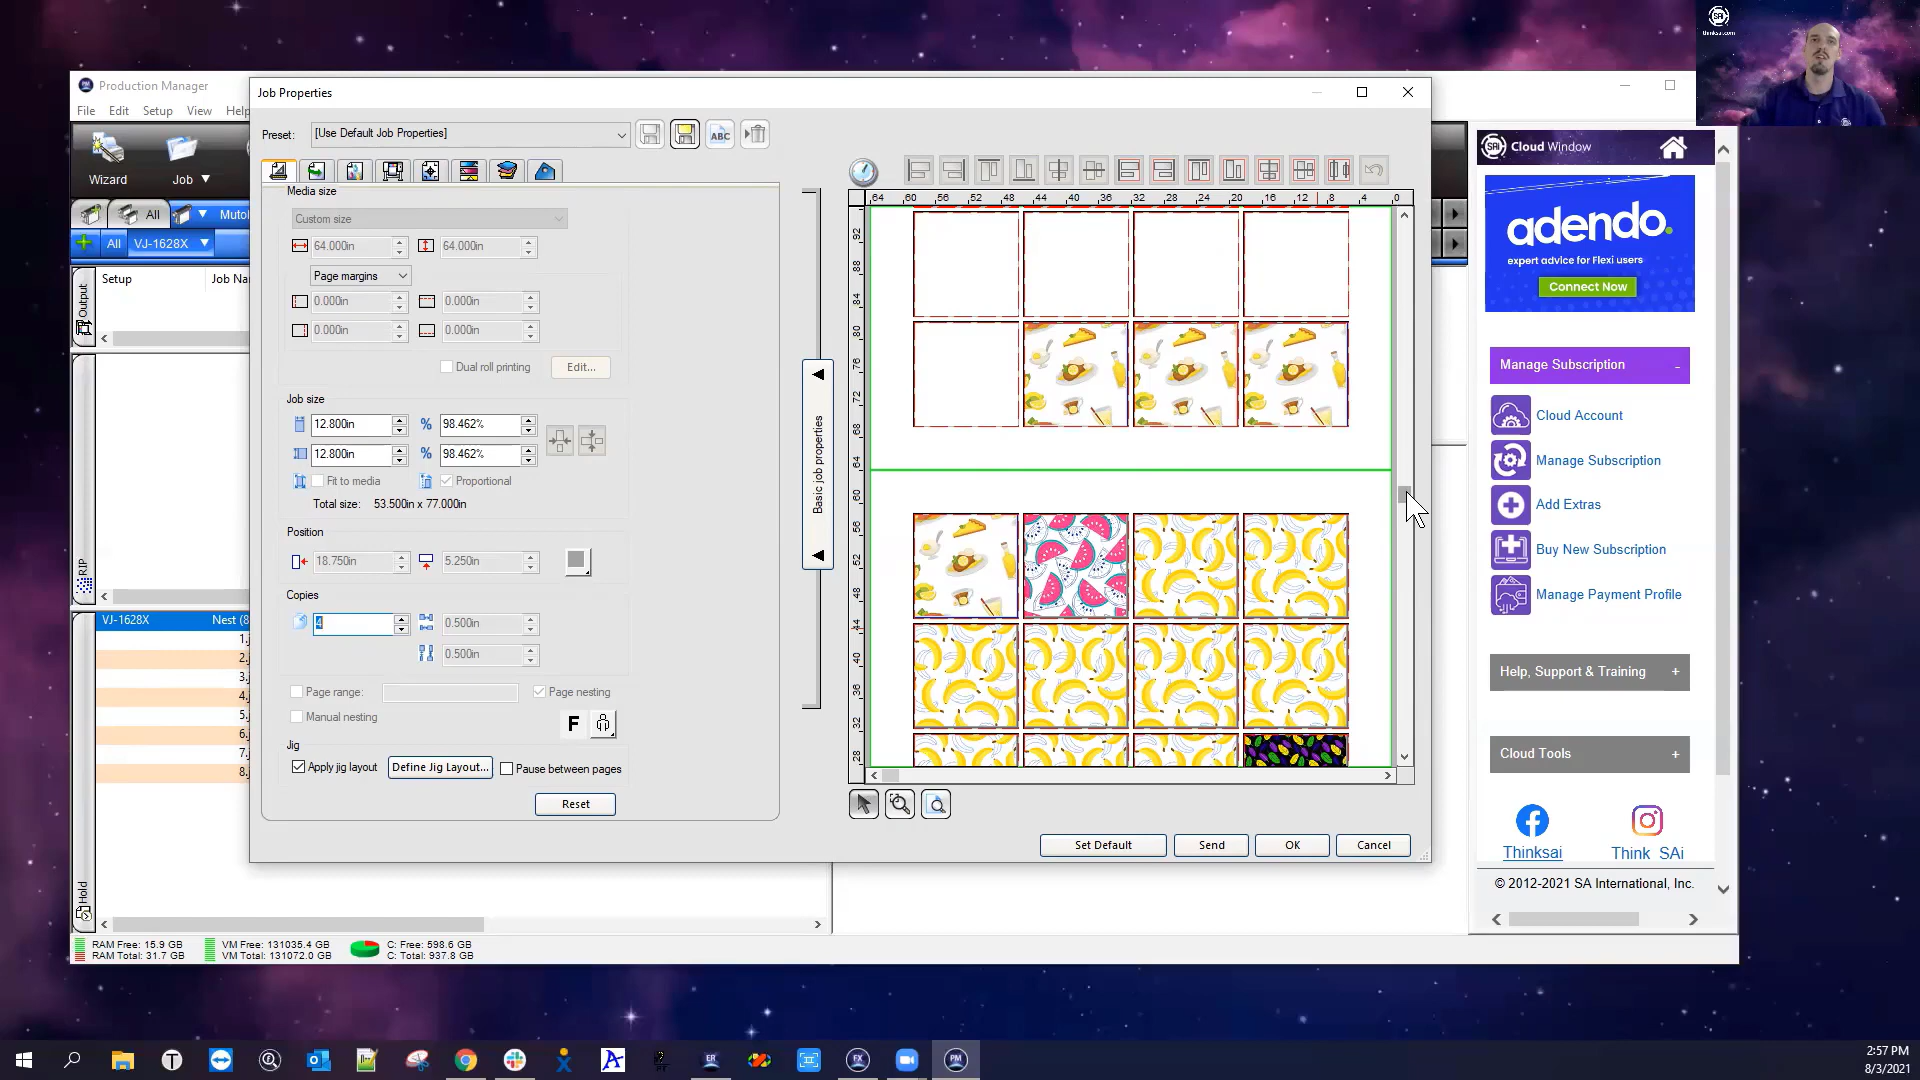 SAi
thinksai.com
Production Manager
File Edit Setup View Help
Wizard
Job
All
Mutoh
All
VJ-1628X
Setup
Job Na
Output
RIP
Hold
VJ-1628X
Nest (8
1.j
2.j
3.j
4.j
5.j
6.j
7.j
8.j
RAM Free: 15.9 GB
RAM Total: 31.7 GB
VM Free: 131035.4 GB
VM Total: 131072.0 GB
C: Free: 598.6 GB
C: Total: 937.8 GB
Job Properties
Preset:
[Use Default Job Properties]
ABC
Media size
Custom size
64.000in
64.000in
Page margins
0.000in
0.000in
0.000in
0.000in
Dual roll printing
Edit...
Job size
12.800in
% 98.462%
12.800in
% 98.462%
Fit to media
Proportional
Total size: 53.500in x 77.000in
Position
18.750in
5.250in
Copies
4
0.500in
0.500in
Page range:
Page nesting
Manual nesting
F
Jig
Apply jig layout
Define Jig Layout...
Pause between pages
Reset
Basic job properties
64 60 56 52 48 44 40 36 32 28 24 20 16 12 8 4 0
92
88
84
80
76
72
68
64
60
56
52
48
44
40
36
32
28
Set Default
Send
OK
Cancel
SAi Cloud Window
adendo.
expert advice for Flexi users
Connect Now
Manage Subscription -
Cloud Account
Manage Subscription
Add Extras
Buy New Subscription
Manage Payment Profile
Help, Support & Training +
Cloud Tools +
Thinksai
Think_SAi
© 2012-2021 SA International, Inc.
T
A
ER
FX
PM
2:57 PM
8/3/2021